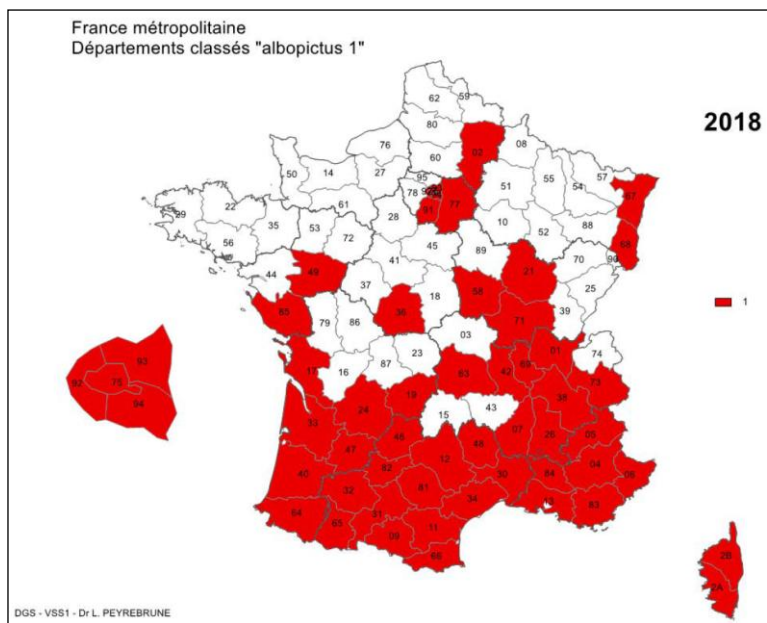 France métropolitaine
Départements classés "albopictus 1"
2018
62 59
80
76 02 08
60
50 14 27 95 57
51 55 54 67
61 78 77
91
29 22 28 10 88 68
35 53 52
56 72 45 89 70 90
41 21
44 49 37 58 25
18 39
85 79 86 36 71
03
17 16 87 23 63 42 69 01 74
73
19 38
24 15 43
33 07 26 05
46 48
47 12 04 06
40 82 30 84
32 81 34 13 83
64 65 31 11
09
66
93
92 75
94
2B
2A
1
DGS - VSS1 - Dr L. PEYREBRUNE